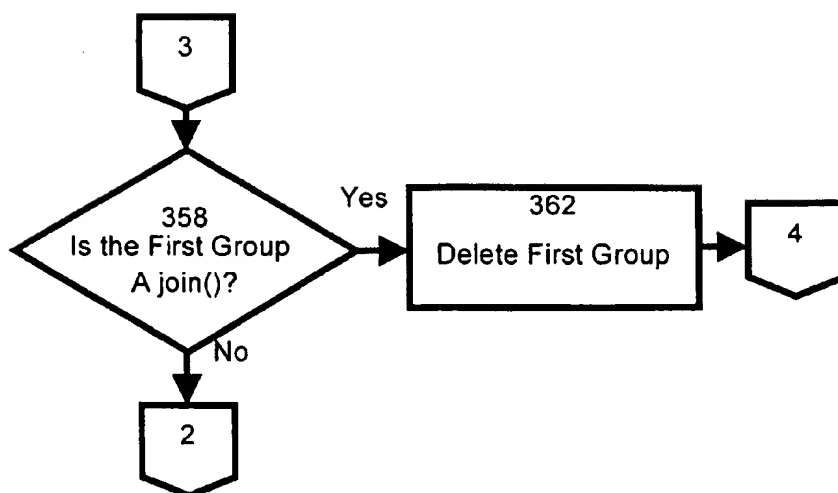 3
358
Is the First Group
A join()?
Yes
362
Delete First Group
4
No
2